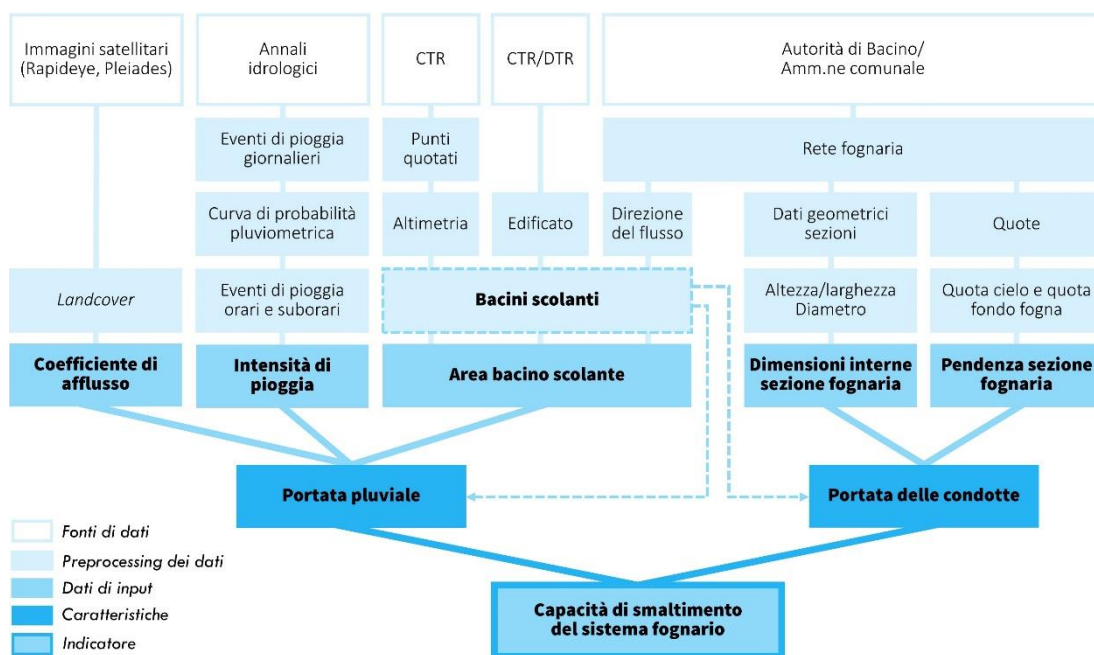 Immagini satellitari
(Rapideye, Pleiades)
Annali
idrologici
CTR
CTR/DTR
Autorità di Bacino/
Amm.ne comunale
Eventi di pioggia
giornalieri
Punti
quotati
Rete fognaria
Curva di probabilità
pluviometrica
Altimetria
Edificato
Direzione
del flusso
Dati geometrici
sezioni
Quote
Landcover
Eventi di pioggia
orari e suborari
Bacini scolanti
Altezza/larghezza
Diametro
Quota cielo e quota
fondo fogna
Coefficiente di
afflusso
Intensità di
pioggia
Area bacino scolante
Dimensioni interne
sezione fognaria
Pendenza sezione
fognaria
Portata pluviale
Portata delle condotte
Fonti di dati
Preprocessing dei dati
Dati di input
Caratteristiche
Indicatore
Capacità di smaltimento
del sistema fognario